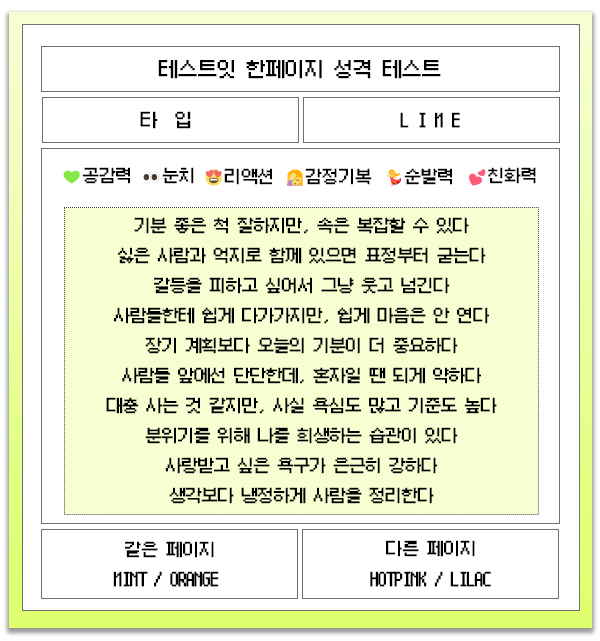 테스트잇 한페이지 성격 테스트
타 입
LIME
💚공감력 👀눈치 😍리액션 🤷‍♀️감정기복 💃순발력 💕친화력
기분 좋은 척 잘하지만, 속은 복잡할 수 있다
싫은 사람과 억지로 함께 있으면 표정부터 굳는다
갈등을 피하고 싶어서 그냥 웃고 넘긴다
사람들한테 쉽게 다가가지만, 쉽게 마음은 안 연다
장기 계획보다 오늘의 기분이 더 중요하다
사람들 앞에선 단단한데, 혼자일 땐 되게 약하다
대충 사는 것 같지만, 사실 욕심도 많고 기준도 높다
분위기를 위해 나를 희생하는 습관이 있다
사랑받고 싶은 욕구가 은근히 강하다
생각보다 냉정하게 사람을 정리한다
같은 페이지
MINT / ORANGE
다른 페이지
HOTPINK / LILAC